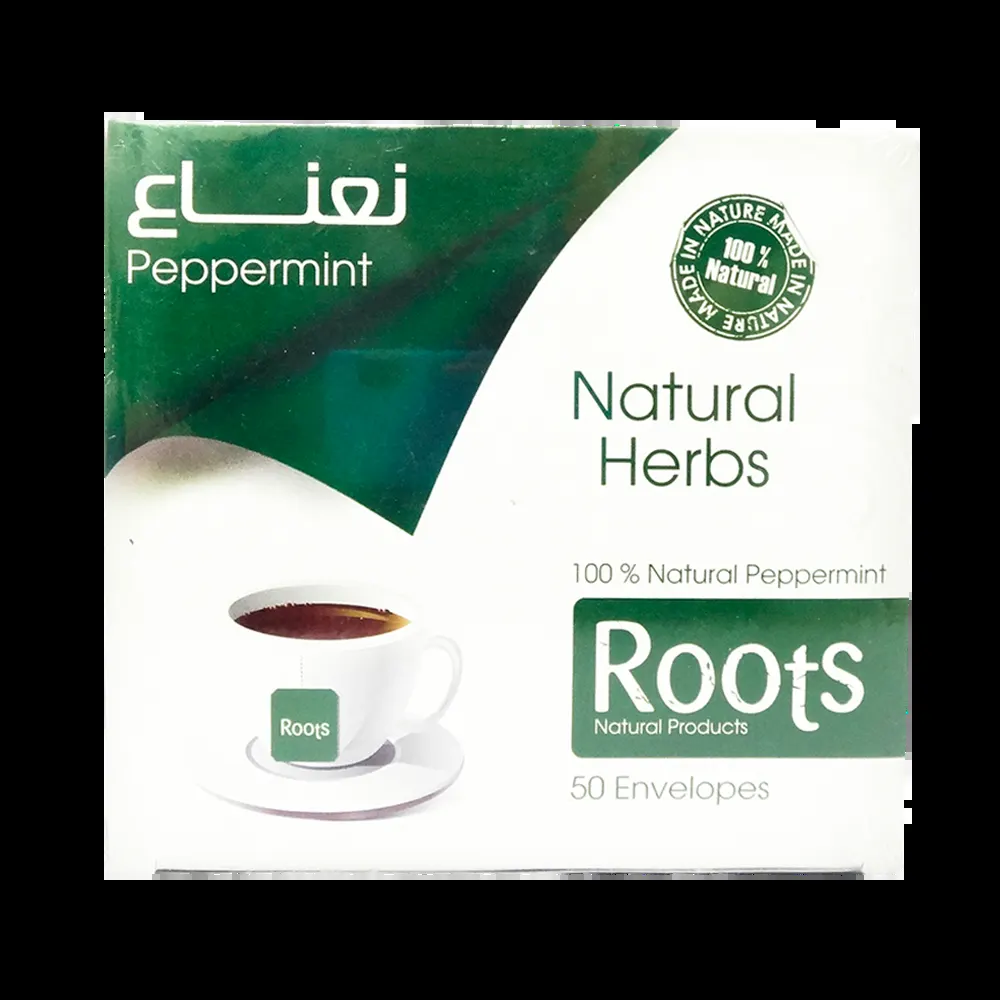 نعناع
Peppermint
MADE IN NATURE MADE IN NATURE
100 %
Natural
Natural
Herbs
100 % Natural Peppermint
Roots
Natural Products
50 Envelopes
Roots